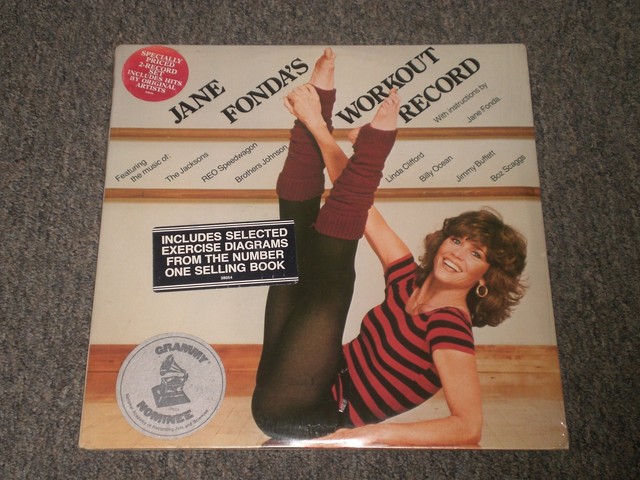 SPECIALLY
PRICED
2-RECORD
SET
INCLUDES HITS
BY ORIGINAL
ARTISTS
JANE FONDA'S WORKOUT RECORD
With instructions by
Jane Fonda.
Featuring
the music of:
The Jacksons
REO Speedwagon
Brothers Johnson
Linda Clifford
Billy Ocean
Jimmy Buffett
Boz Scaggs
INCLUDES SELECTED
EXERCISE DIAGRAMS
FROM THE NUMBER
ONE SELLING BOOK
GRAMMY
NOMINEE